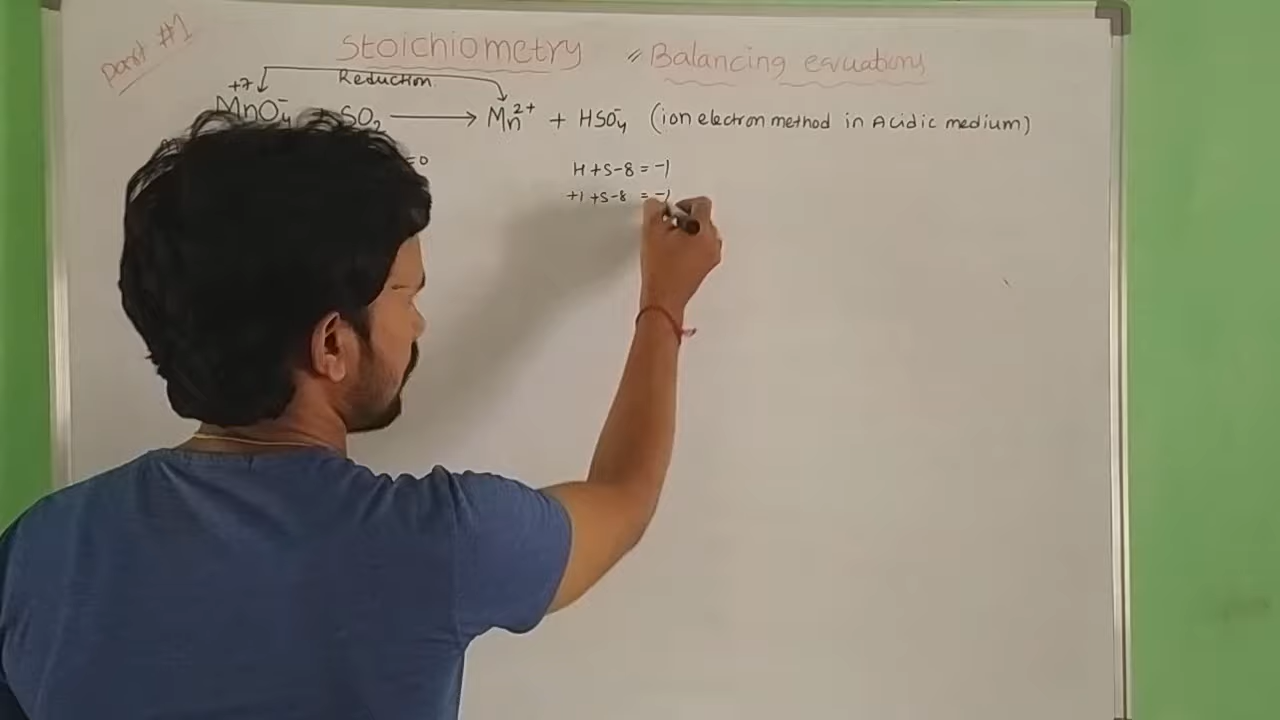 Part #1
Stoichiometry " Balancing equations
+7 Reduction
MnO₄⁻ + SO₂ ⟶ Mn²⁺ + HSO₄⁻ (ion electron method in Acidic medium)
=0
H+S-8 = -1
+1 +S-8 = -1